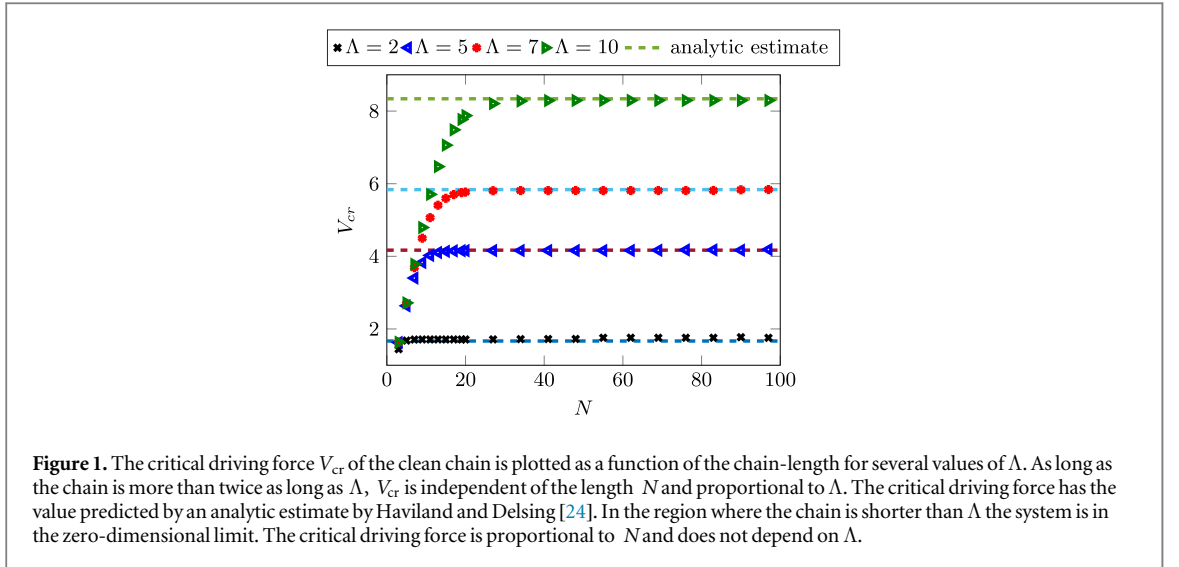 Λ = 2 Λ = 5 Λ = 7 Λ = 10 analytic estimate
8
6
4
2
V_cr
0 20 40 60 80 100
N
Figure 1. The critical driving force V_cr of the clean chain is plotted as a function of the chain-length for several values of Λ. As long as
the chain is more than twice as long as Λ, V_cr is independent of the length N and proportional to Λ. The critical driving force has the
value predicted by an analytic estimate by Haviland and Delsing [24]. In the region where the chain is shorter than Λ the system is in
the zero-dimensional limit. The critical driving force is proportional to N and does not depend on Λ.